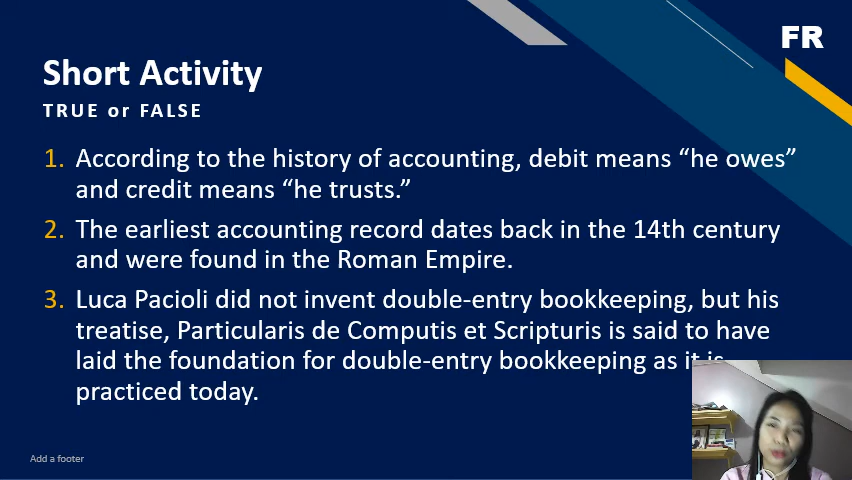 FR
Short Activity
TRUE or FALSE
1. According to the history of accounting, debit means “he owes”
and credit means “he trusts.”
2. The earliest accounting record dates back in the 14th century
and were found in the Roman Empire.
3. Luca Pacioli did not invent double-entry bookkeeping, but his
treatise, Particularis de Computis et Scripturis is said to have
laid the foundation for double-entry bookkeeping as it is
practiced today.
Add a footer